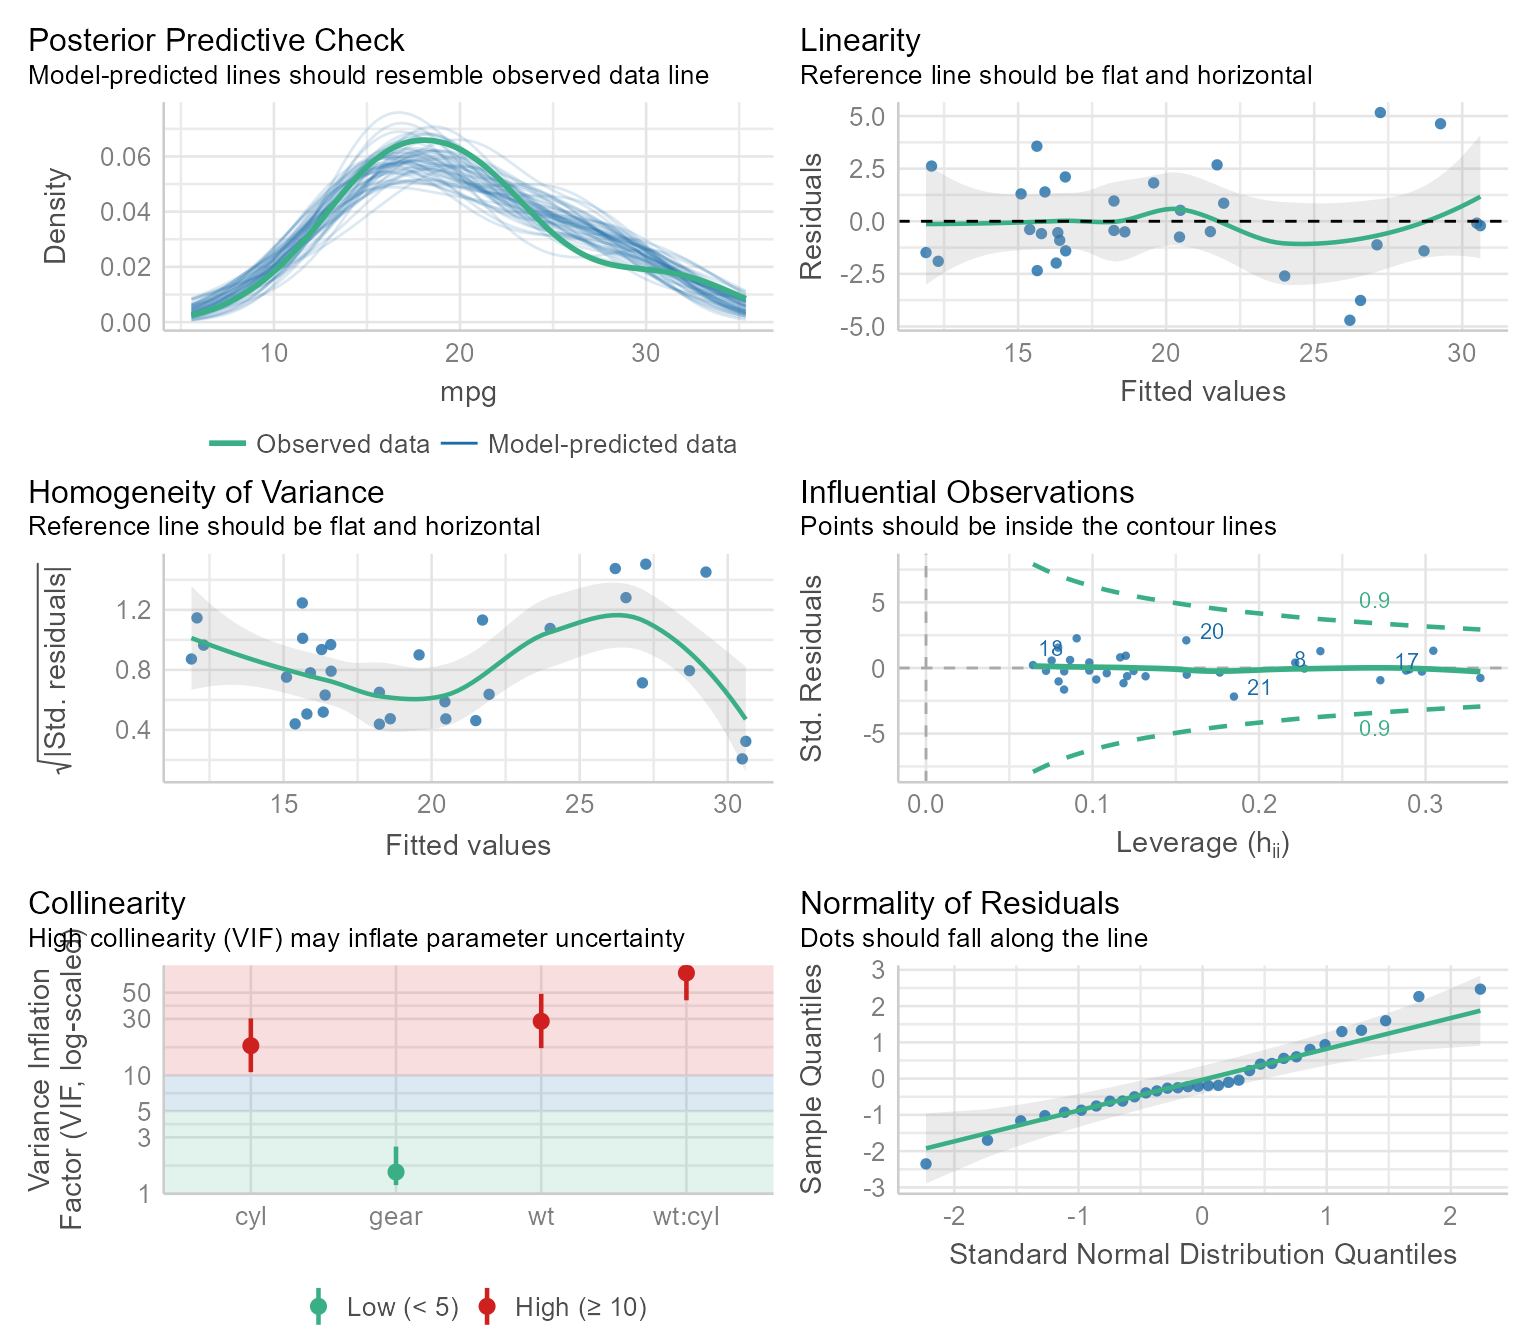 Posterior Predictive Check
Model-predicted lines should resemble observed data line
Density
0.06
0.04
0.02
0.00
10 20 30
mpg
Observed data Model-predicted data
Linearity
Reference line should be flat and horizontal
Residuals
5.0
2.5
0.0
-2.5
-5.0
15 20 25 30
Fitted values
Homogeneity of Variance
Reference line should be flat and horizontal
√|Std. residuals|
1.2
0.8
0.4
15 20 25 30
Fitted values
Influential Observations
Points should be inside the contour lines
Std. Residuals
5
0
-5
0.9
20
18
8
17
21
0.9
0.0 0.1 0.2 0.3
Leverage (hii)
Collinearity
High collinearity (VIF) may inflate parameter uncertainty
Variance Inflation
Factor (VIF, log-scaled)
50
30
10
5
3
1
cyl gear wt wt:cyl
Low (< 5) High (≥ 10)
Normality of Residuals
Dots should fall along the line
Sample Quantiles
3
2
1
0
-1
-2
-3
-2 -1 0 1 2
Standard Normal Distribution Quantiles